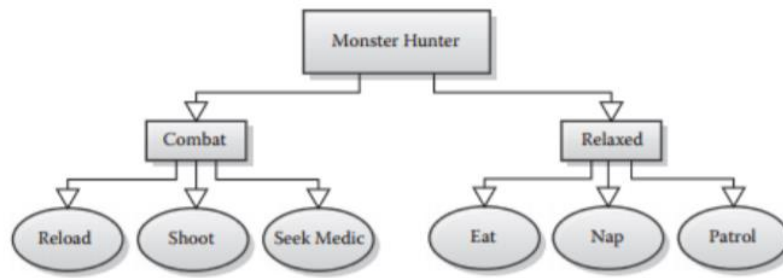 Monster Hunter
Combat
Relaxed
Reload
Shoot
Seek Medic
Eat
Nap
Patrol